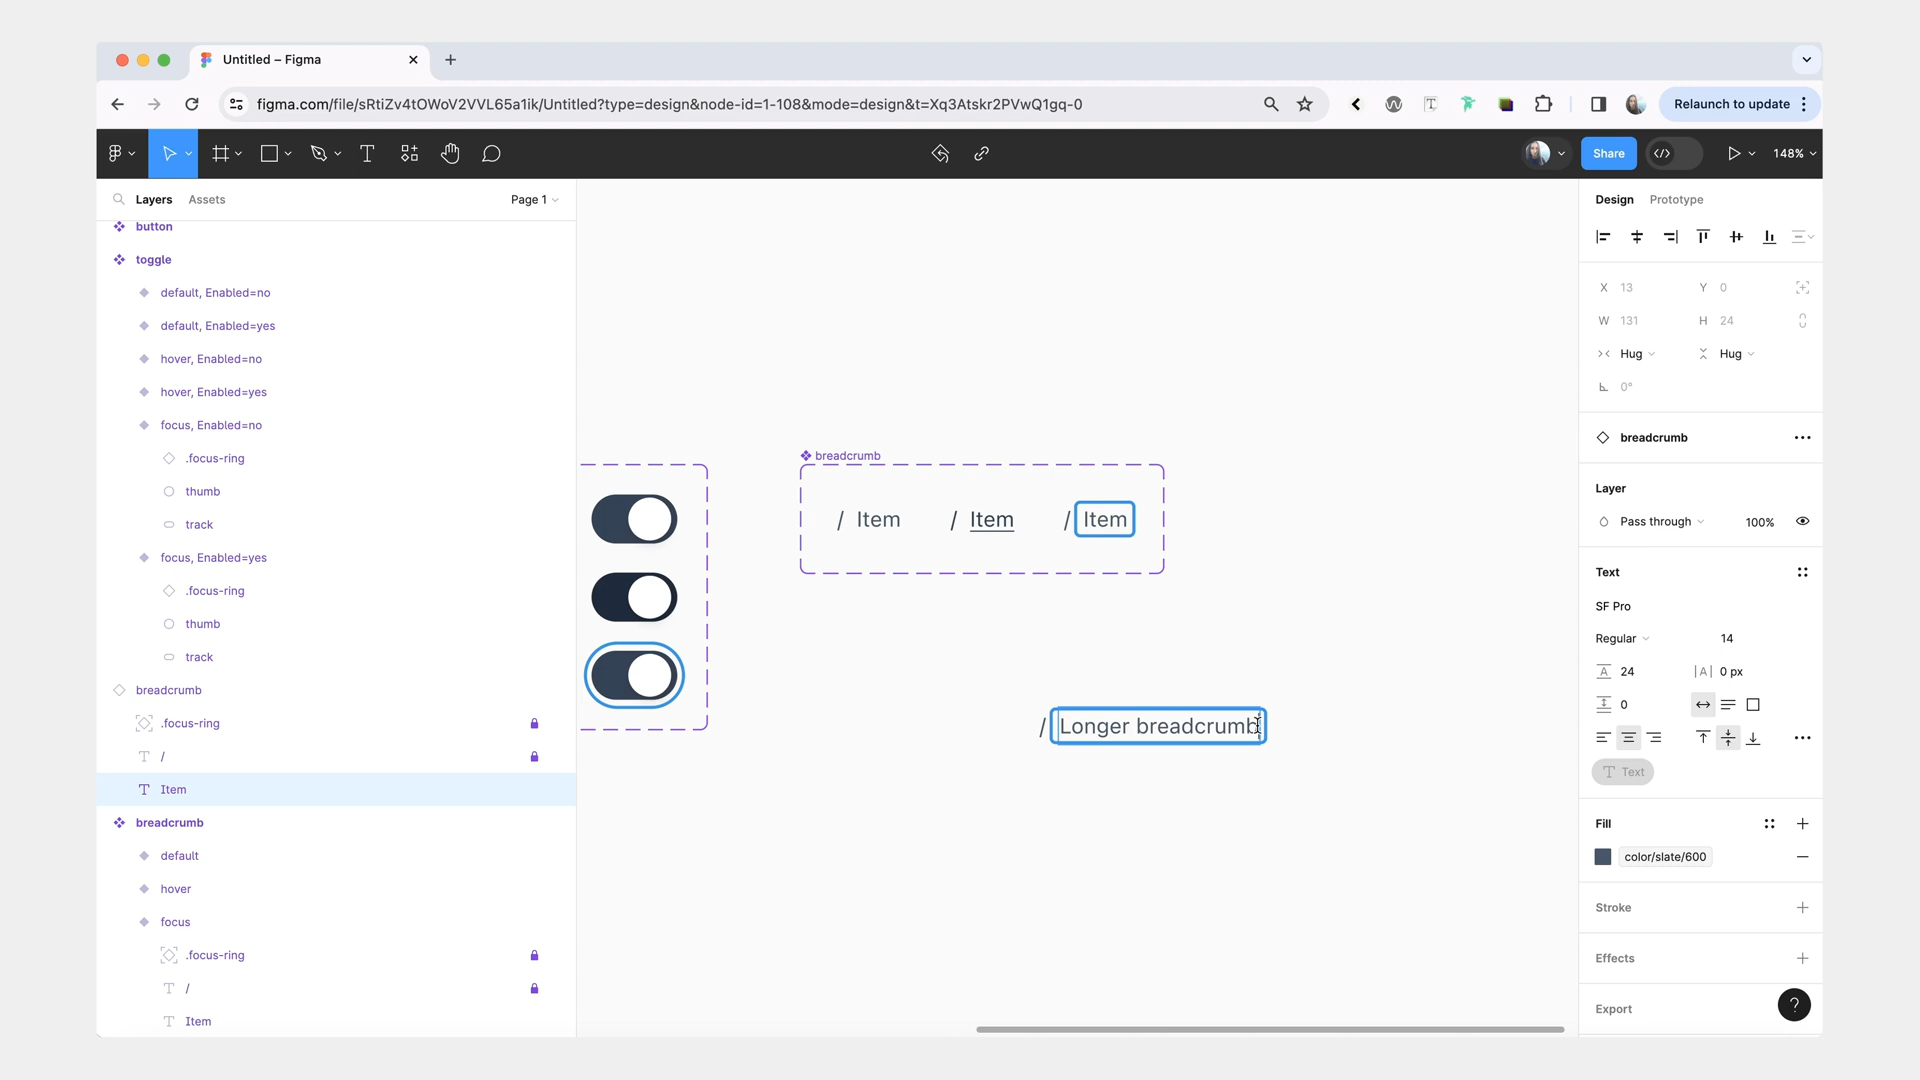 Untitled – Figma
figma.com/file/sRtiZv4tOWoV2VVL65a1ik/Untitled?type=design&node-id=1-108&mode=design&t=Xq3Atskr2PVwQ1gq-0
Relaunch to update
Share
148%
Layers
Assets
Page 1
button
toggle
default, Enabled=no
default, Enabled=yes
hover, Enabled=no
hover, Enabled=yes
focus, Enabled=no
.focus-ring
thumb
track
focus, Enabled=yes
.focus-ring
thumb
track
breadcrumb
.focus-ring
/
Item
breadcrumb
default
hover
focus
.focus-ring
/
Item
breadcrumb
/ Item
/ Item
/ Item
/ Longer breadcrumb
Design
Prototype
X 13
Y 0
W 131
H 24
Hug
Hug
0°
breadcrumb
Layer
Pass through
100%
Text
SF Pro
Regular
14
24
|A| 0 px
0
T Text
Fill
color/slate/600
Stroke
Effects
Export
?